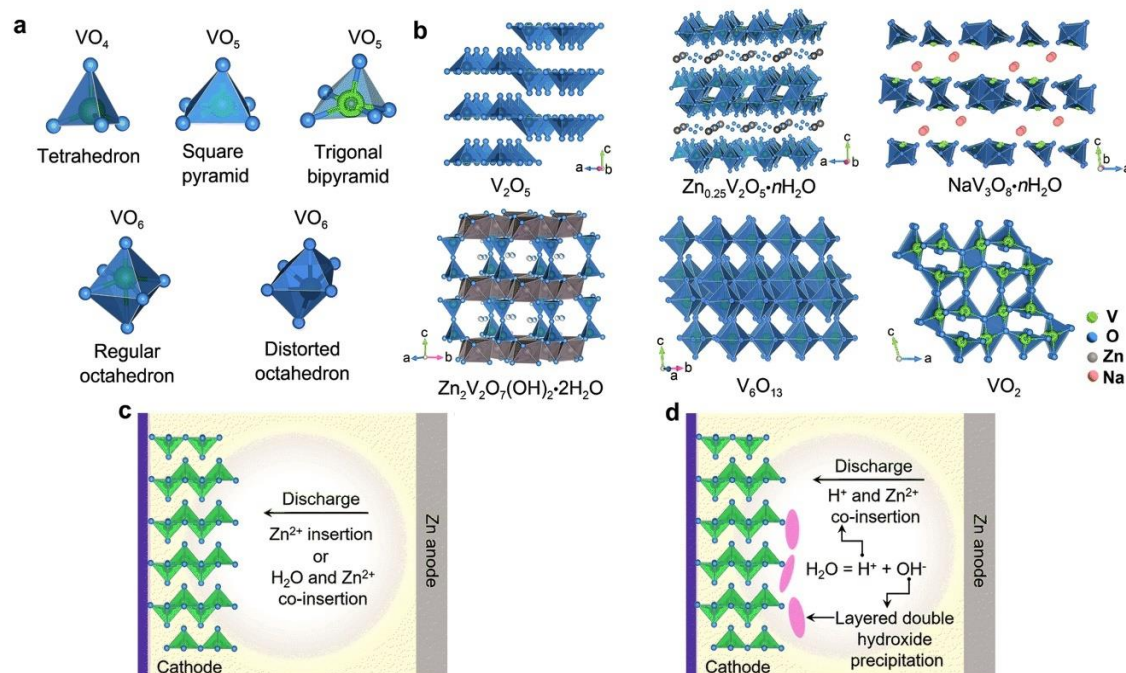 a
VO₄
VO₅
VO₅
Tetrahedron
Square
pyramid
Trigonal
bipyramid
VO₆
VO₆
Regular
octahedron
Distorted
octahedron
b
c
a
b
V₂O₅
c
a
b
Zn₀.₂₅V₂O₅•nH₂O
c
b
a
NaV₃O₈•nH₂O
c
a
b
Zn₂V₂O₇(OH)₂•2H₂O
c
a
b
V₆O₁₃
c
a
VO₂
V
O
Zn
Na
c
Discharge
Zn²⁺ insertion
or
H₂O and Zn²⁺
co-insertion
Cathode
Zn anode
d
Discharge
H⁺ and Zn²⁺
co-insertion
H₂O = H⁺ + OH⁻
Layered double
hydroxide
precipitation
Cathode
Zn anode